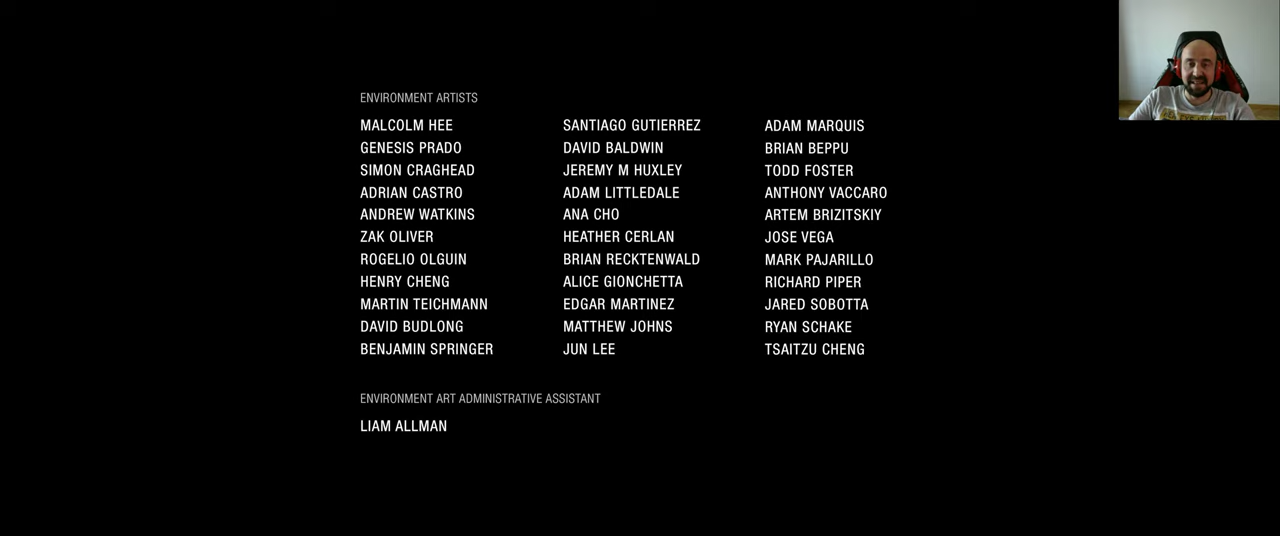 ENVIRONMENT ARTISTS
MALCOLM HEE SANTIAGO GUTIERREZ ADAM MARQUIS
GENESIS PRADO DAVID BALDWIN BRIAN BEPPU
SIMON CRAGHEAD JEREMY M HUXLEY TODD FOSTER
ADRIAN CASTRO ADAM LITTLEDALE ANTHONY VACCARO
ANDREW WATKINS ANA CHO ARTEM BRIZITSKIY
ZAK OLIVER HEATHER CERLAN JOSE VEGA
ROGELIO OLGUIN BRIAN RECKTENWALD MARK PAJARILLO
HENRY CHENG ALICE GIONCHETTA RICHARD PIPER
MARTIN TEICHMANN EDGAR MARTINEZ JARED SOBOTTA
DAVID BUDLONG MATTHEW JOHNS RYAN SCHAKE
BENJAMIN SPRINGER JUN LEE TSAITZU CHENG
ENVIRONMENT ART ADMINISTRATIVE ASSISTANT
LIAM ALLMAN